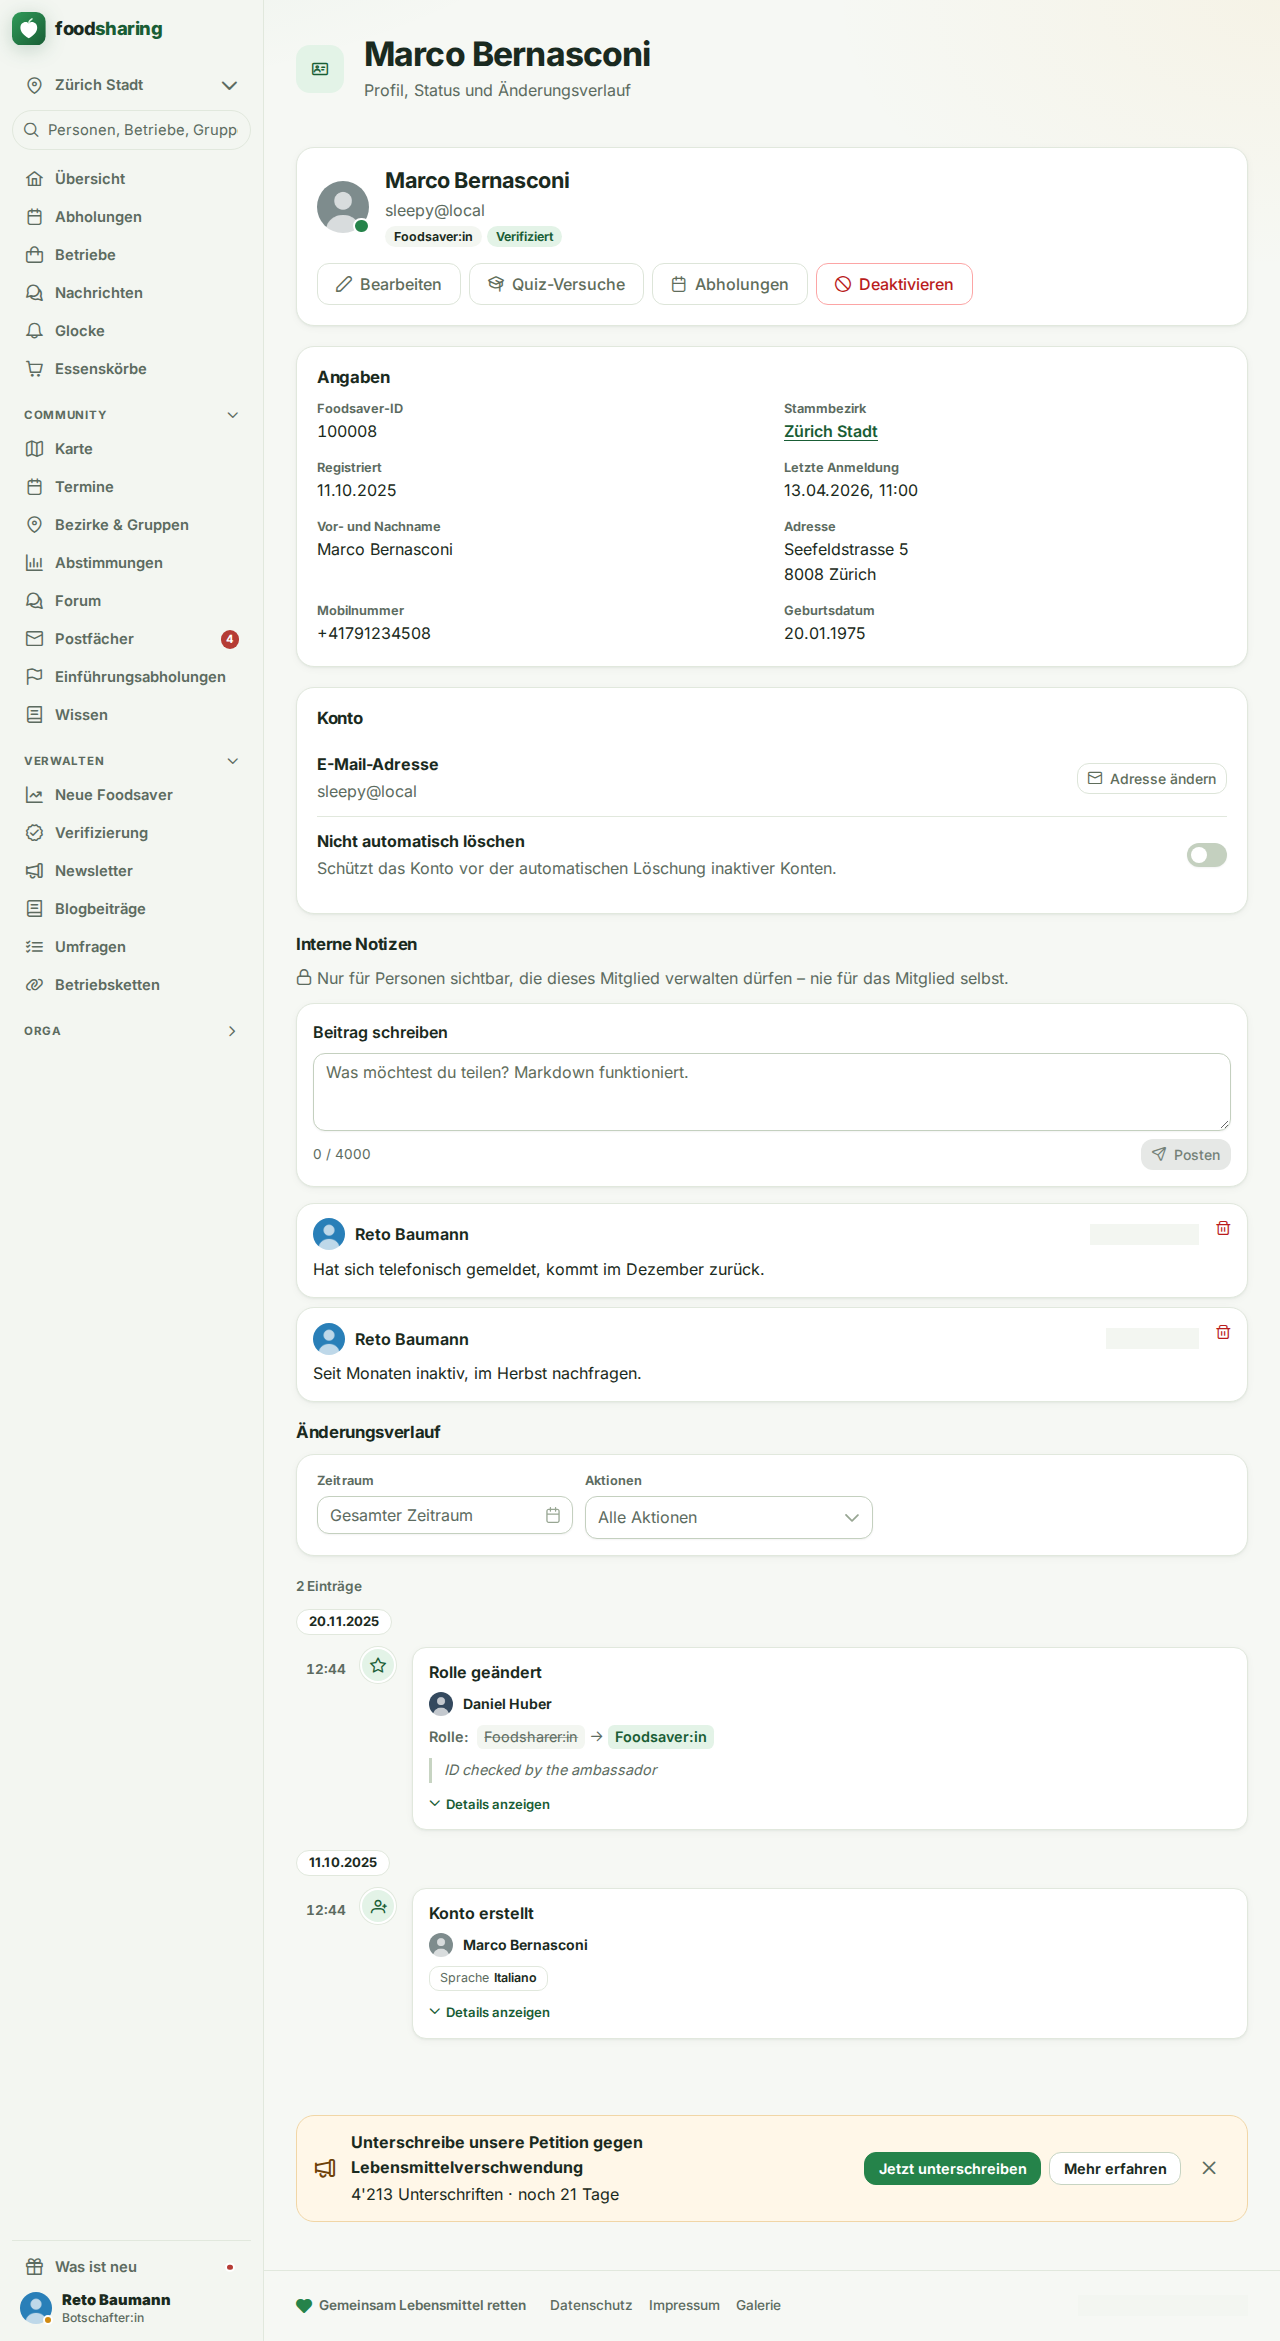 foodsharing
Zürich Stadt
Personen, Betriebe, Grupp
Übersicht
Abholungen
Betriebe
Nachrichten
Glocke
Essenskörbe
COMMUNITY
Karte
Termine
Bezirke & Gruppen
Abstimmungen
Forum
Postfächer
4
Einführungsabholungen
Wissen
VERWALTEN
Neue Foodsaver
Verifizierung
Newsletter
Blogbeiträge
Umfragen
Betriebsketten
ORGA
Was ist neu
Reto Baumann
Botschafter:in
Marco Bernasconi
Profil, Status und Änderungsverlauf
Marco Bernasconi
sleepy@local
Foodsaver:in Verifiziert
Bearbeiten Quiz-Versuche Abholungen Deaktivieren
Angaben
Foodsaver-ID
100008
Stammbezirk
Zürich Stadt
Registriert
11.10.2025
Letzte Anmeldung
13.04.2026, 11:00
Vor- und Nachname
Marco Bernasconi
Adresse
Seefeldstrasse 5
8008 Zürich
Mobilnummer
+41791234508
Geburtsdatum
20.01.1975
Konto
E-Mail-Adresse
sleepy@local
Adresse ändern
Nicht automatisch löschen
Schützt das Konto vor der automatischen Löschung inaktiver Konten.
Interne Notizen
Nur für Personen sichtbar, die dieses Mitglied verwalten dürfen – nie für das Mitglied selbst.
Beitrag schreiben
Was möchtest du teilen? Markdown funktioniert.
0 / 4000
Posten
Reto Baumann
Hat sich telefonisch gemeldet, kommt im Dezember zurück.
Reto Baumann
Seit Monaten inaktiv, im Herbst nachfragen.
Änderungsverlauf
Zeitraum
Gesamter Zeitraum
Aktionen
Alle Aktionen
2 Einträge
20.11.2025
12:44
Rolle geändert
Daniel Huber
Rolle: Foodsharer:in → Foodsaver:in
ID checked by the ambassador
Details anzeigen
11.10.2025
12:44
Konto erstellt
Marco Bernasconi
Sprache Italiano
Details anzeigen
Unterschreibe unsere Petition gegen
Lebensmittelverschwendung
4'213 Unterschriften · noch 21 Tage
Jetzt unterschreiben
Mehr erfahren
Gemeinsam Lebensmittel retten Datenschutz Impressum Galerie